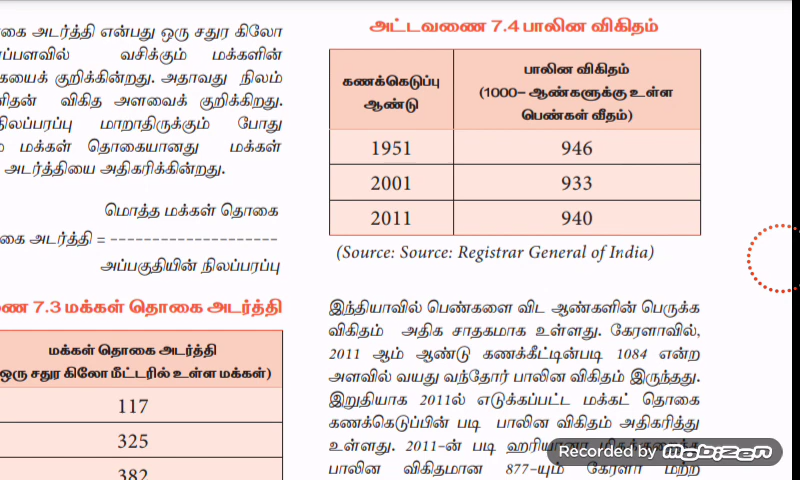 கை அடர்த்தி என்பது ஒரு சதுர கிலோ
ரப்பளவில் வசிக்கும் மக்களின்
கயைக் குறிக்கின்றது. அதாவது நிலம்
னிதன் விகித அளவைக் குறிக்கிறது.
நிலப்பரப்பு மாறாதிருக்கும் போது
மக்கள் தொகையானது மக்கள்
அடர்த்தியை அதிகரிக்கின்றது.
மொத்த மக்கள் தொகை
கை அடர்த்தி = --------------------
அப்பகுதியின் நிலப்பரப்பு
ணை 7.3 மக்கள் தொகை அடர்த்தி
மக்கள் தொகை அடர்த்தி
ஒரு சதுர கிலோ மீட்டரில் உள்ள மக்கள்)
117
325
382
அட்டவணை 7.4 பாலின விகிதம்
கணக்கெடுப்பு ஆண்டு
பாலின விகிதம்
(1000– ஆண்களுக்கு உள்ள
பெண்கள் வீதம்)
1951 946
2001 933
2011 940
(Source: Source: Registrar General of India)
இந்தியாவில் பெண்களை விட ஆண்களின் பெருக்க
விகிதம் அதிக சாதகமாக உள்ளது. கேரளாவில்,
2011 ஆம் ஆண்டு கணக்கீட்டின்படி 1084 என்ற
அளவில் வயது வந்தோர் பாலின விகிதம் இருந்தது.
இறுதியாக 2011ல் எடுக்கப்பட்ட மக்கட் தொகை
கணக்கெடுப்பின் படி பாலின விகிதம் அதிகரித்து
உள்ளது. 2011–ன் படி ஹரியானா
பாலின விகிதமான 877–யும் கேரளா மற்ற
Recorded by mobizen